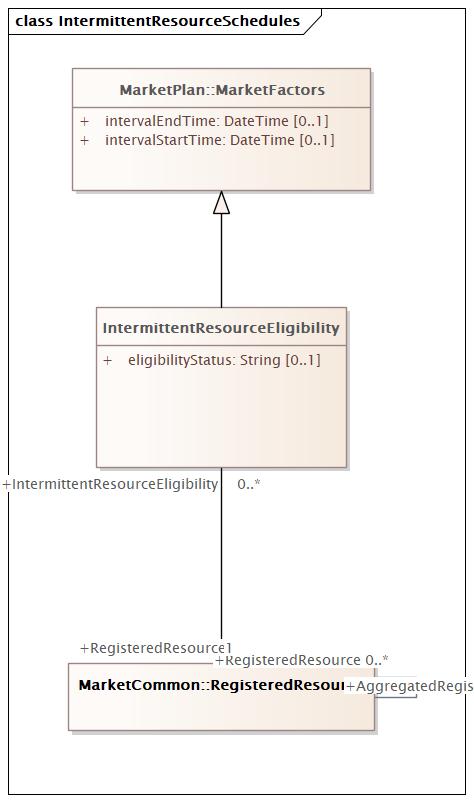 class IntermittentResourceSchedules
MarketPlan::MarketFactors
+ intervalEndTime: DateTime [0..1]
+ intervalStartTime: DateTime [0..1]
IntermittentResourceEligibility
+ eligibilityStatus: String [0..1]
+IntermittentResourceEligibility 0..*
+RegisteredResource 1
+RegisteredResource 0..*
MarketCommon::RegisteredResou
+AggregatedRegis